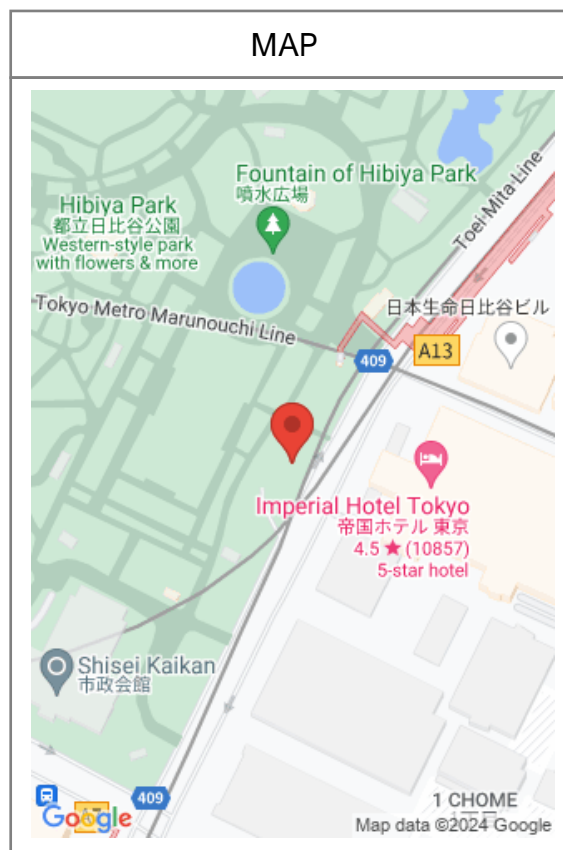 MAP
Fountain of Hibiya Park
噴水広場
Hibiya Park
都立日比谷公園
Western-style park
with flowers & more
Toei-Mita-Line
Tokyo Metro Marunouchi Line
日本生命日比谷ビル
409
A13
Imperial Hotel Tokyo
帝国ホテル 東京
4.5 ★ (10857)
5-star hotel
Shisei Kaikan
市政会館
409
1 CHOME
Google
Map data ©2024 Google